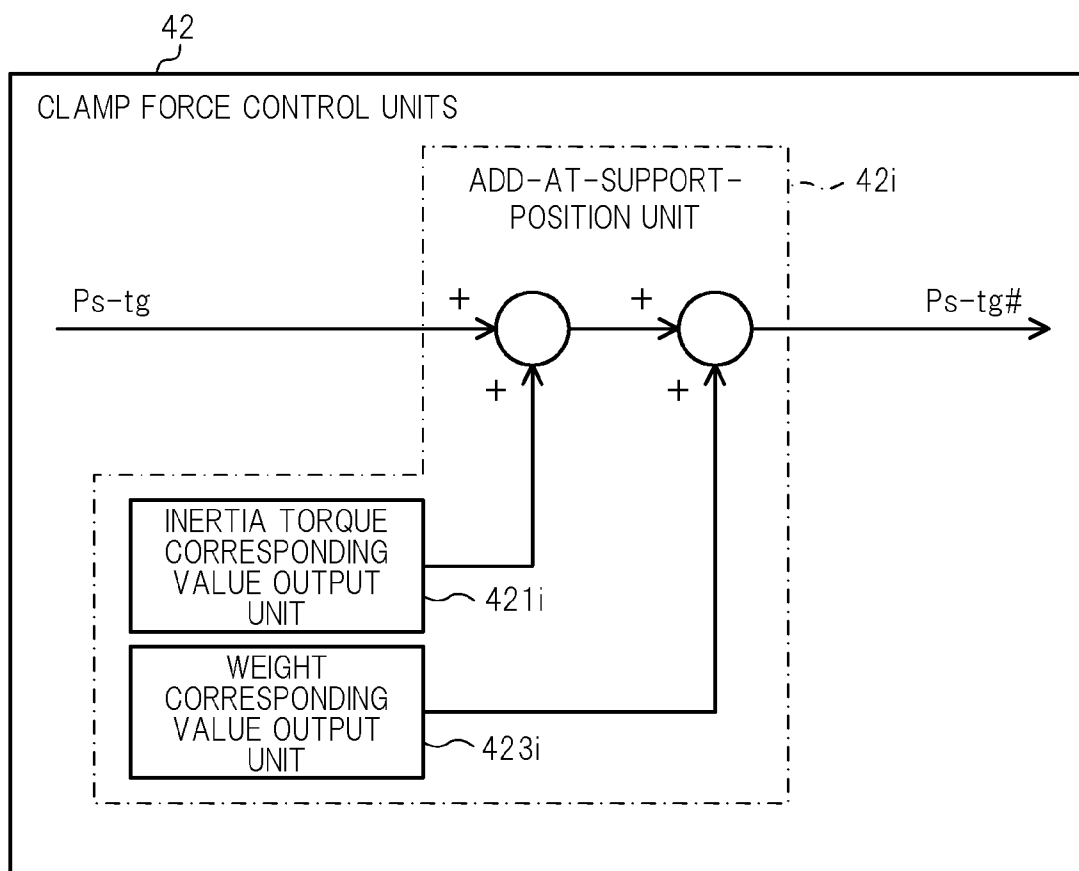 42
CLAMP FORCE CONTROL UNITS
ADD-AT-SUPPORT-
POSITION UNIT
42i
Ps-tg
+
+
Ps-tg#
+
+
INERTIA TORQUE
CORRESPONDING
VALUE OUTPUT
UNIT
421i
WEIGHT
CORRESPONDING
VALUE OUTPUT
UNIT
423i